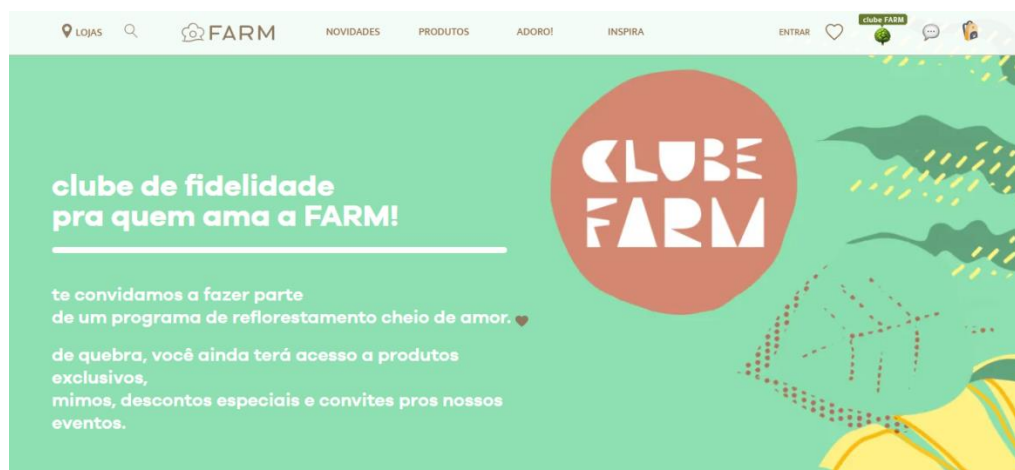 LOJAS
FARM
NOVIDADES
PRODUTOS
ADORO!
INSPIRA
ENTRAR
clube FARM
CLUBE
FARM
clube de fidelidade
pra quem ama a FARM!
te convidamos a fazer parte
de um programa de reflorestamento cheio de amor.
de quebra, você ainda terá acesso a produtos
exclusivos,
mimos, descontos especiais e convites pros nossos
eventos.